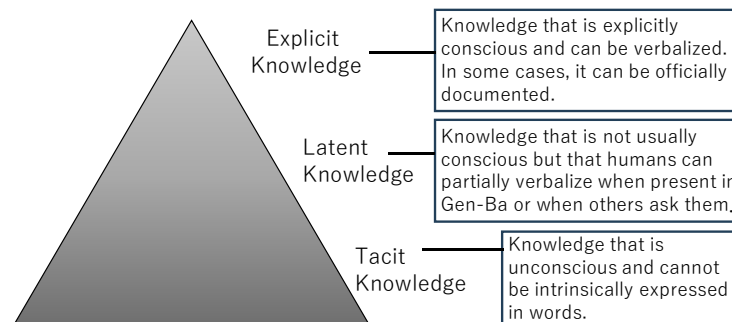 Explicit
Knowledge
Knowledge that is explicitly
conscious and can be verbalized.
In some cases, it can be officially
documented.
Latent
Knowledge
Knowledge that is not usually
conscious but that humans can
partially verbalize when present in
Gen-Ba or when others ask them.
Tacit
Knowledge
Knowledge that is
unconscious and cannot
be intrinsically expressed
in words.